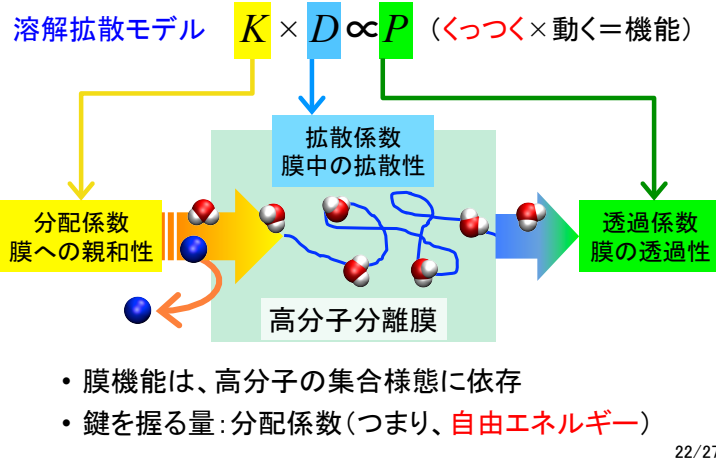 溶解拡散モデル K × D ∝ P (くっつく×動く=機能)
拡散係数
膜中の拡散性
分配係数
膜への親和性
透過係数
膜の透過性
高分子分離膜
・膜機能は、高分子の集合様態に依存
・鍵を握る量:分配係数(つまり、自由エネルギー)
22/27